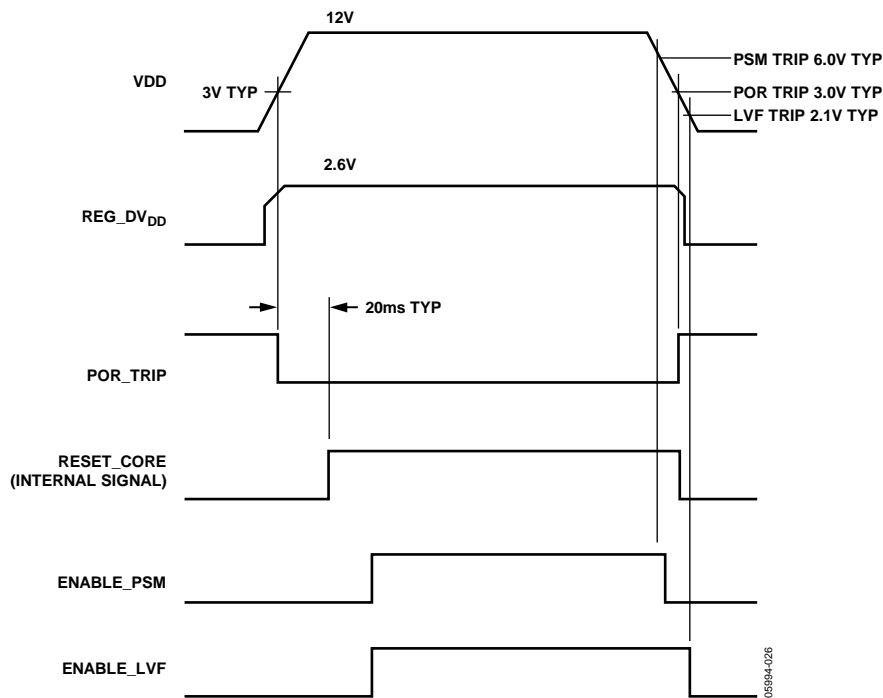 12V
VDD
3V TYP
PSM TRIP 6.0V TYP
POR TRIP 3.0V TYP
LVF TRIP 2.1V TYP
2.6V
REG_DVDD
20ms TYP
POR_TRIP
RESET_CORE
(INTERNAL SIGNAL)
ENABLE_PSM
ENABLE_LVF
05994-026